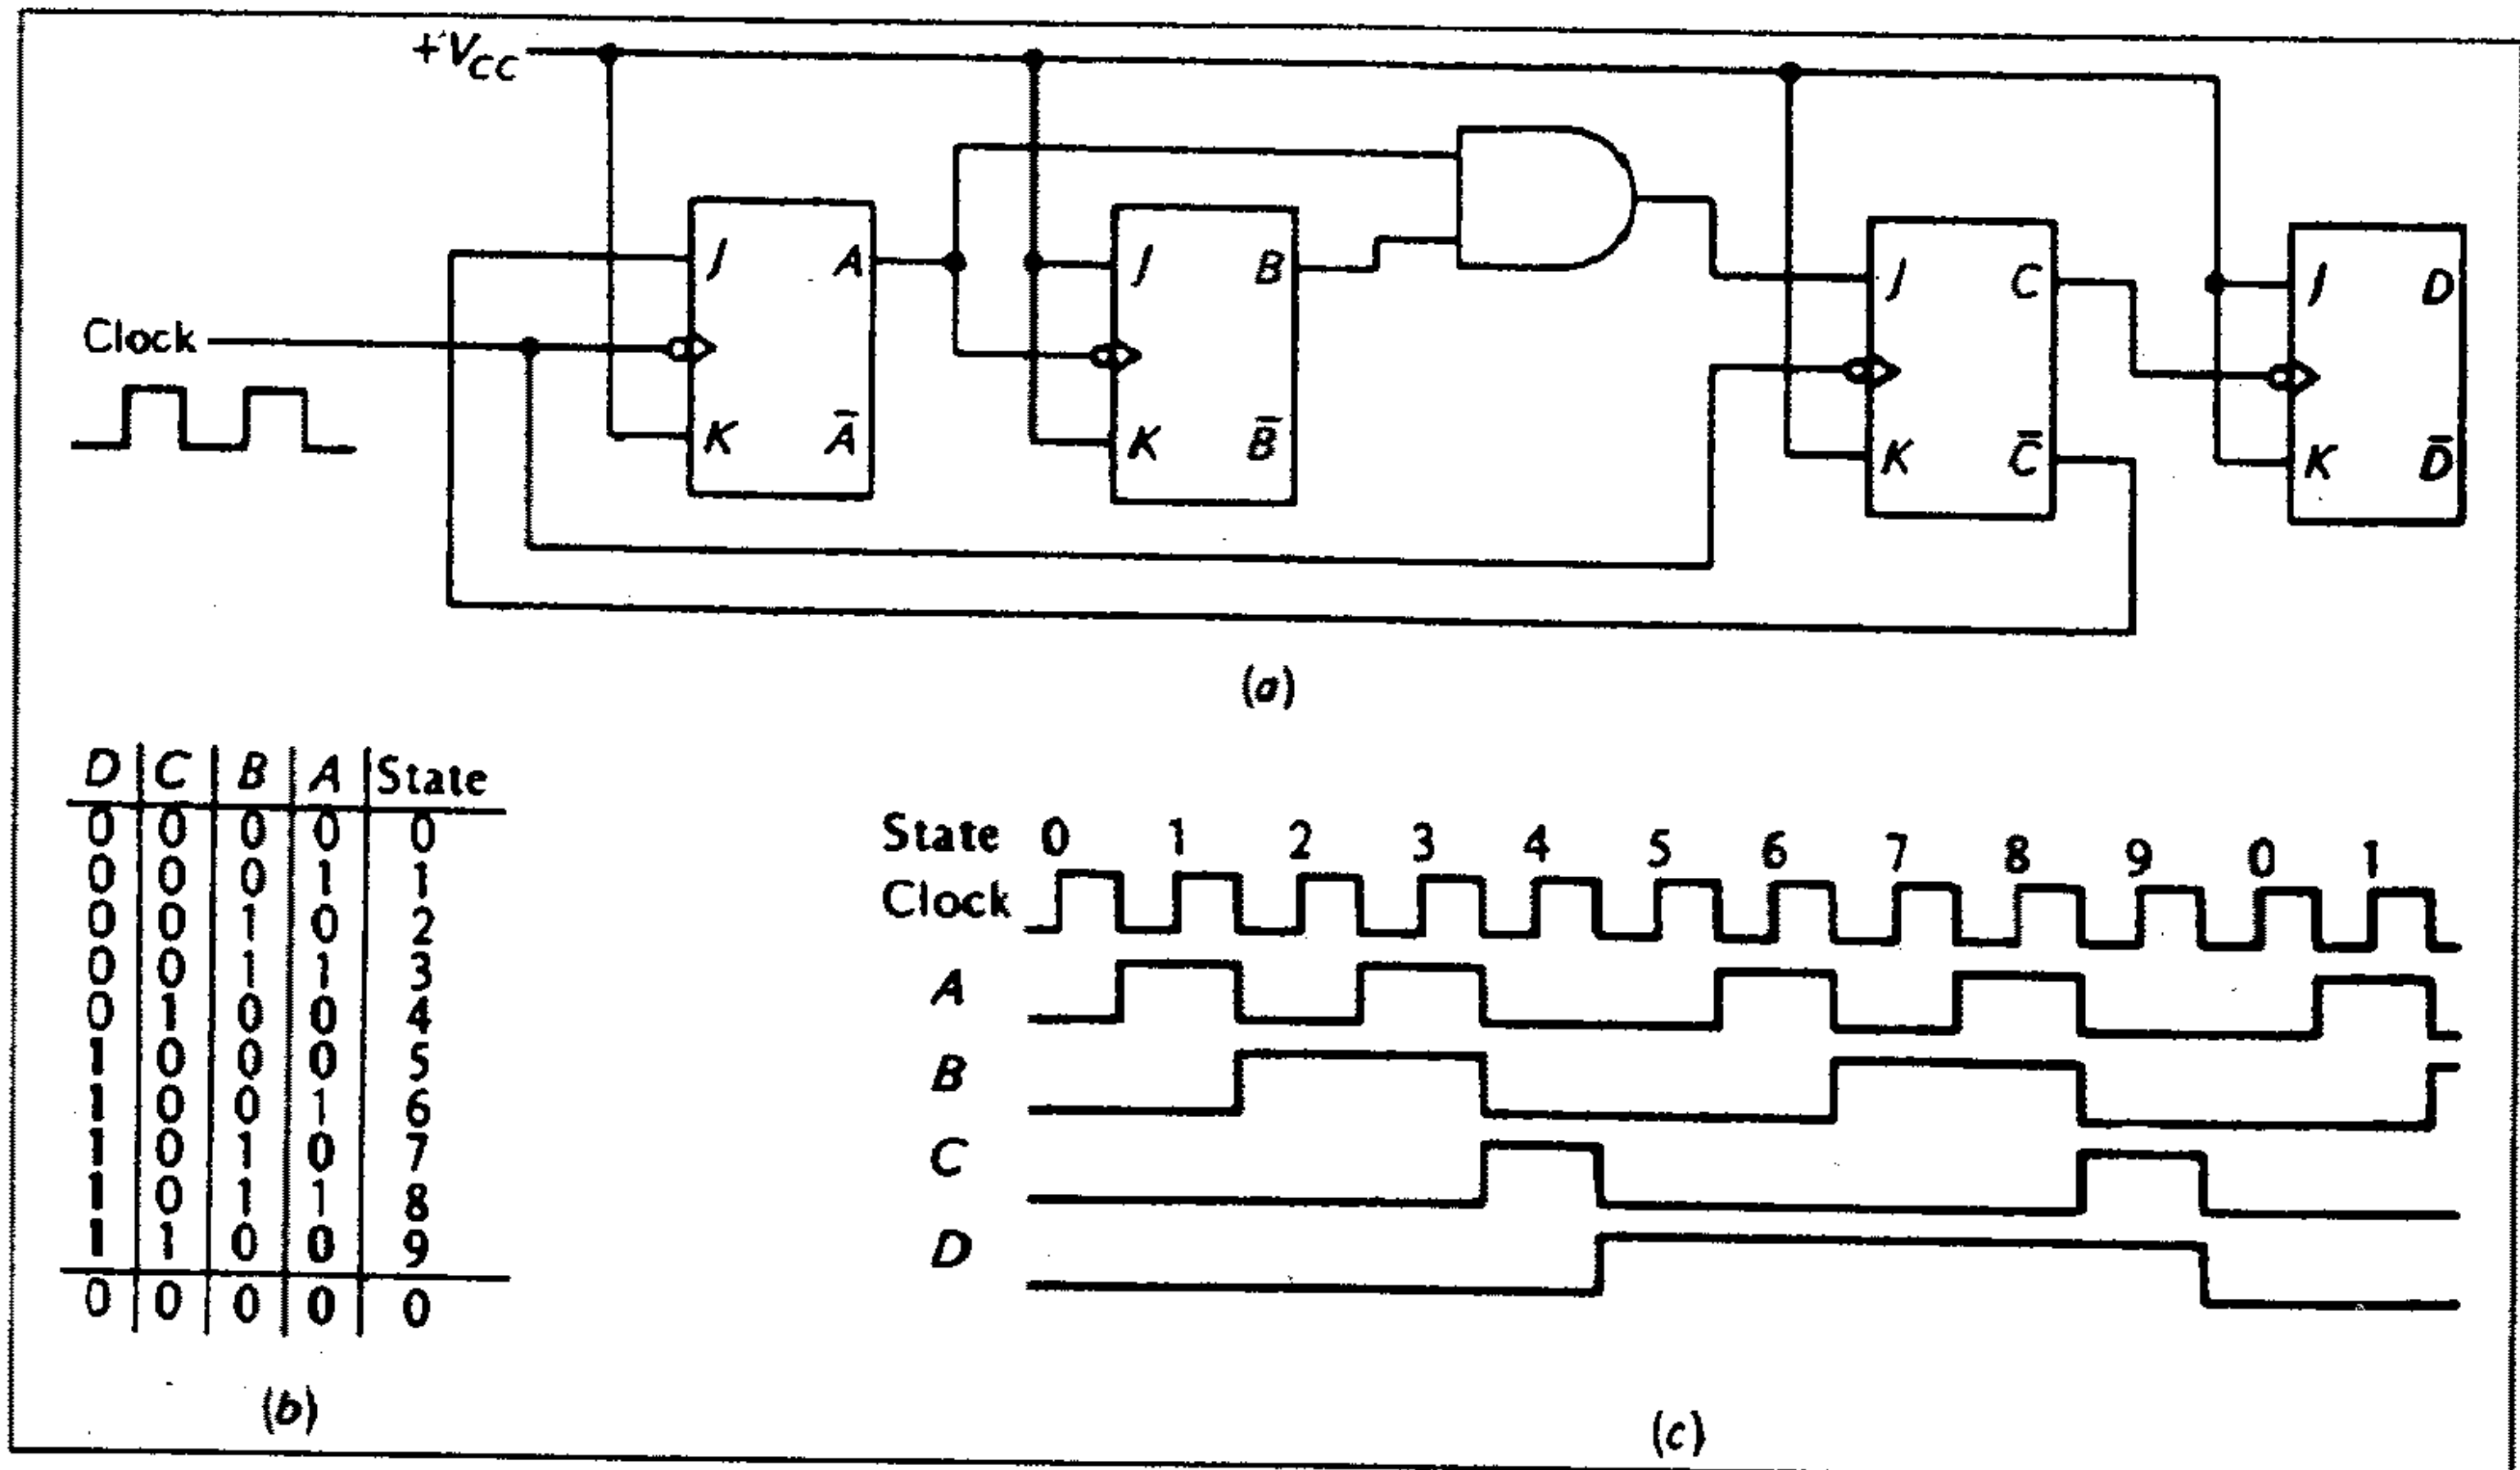 +V_CC
J A J B J C J D
Clock
K A̅ K B̅ K C̅ K D̅
(a)
D C B A State
0 0 0 0 0
0 0 0 1 1
0 0 1 0 2
0 0 1 1 3
0 1 0 0 4
1 0 0 0 5
1 0 0 1 6
1 0 1 0 7
1 0 1 1 8
1 1 0 0 9
0 0 0 0 0
(b)
State 0 1 2 3 4 5 6 7 8 9 0 1
Clock
A
B
C
D
(c)